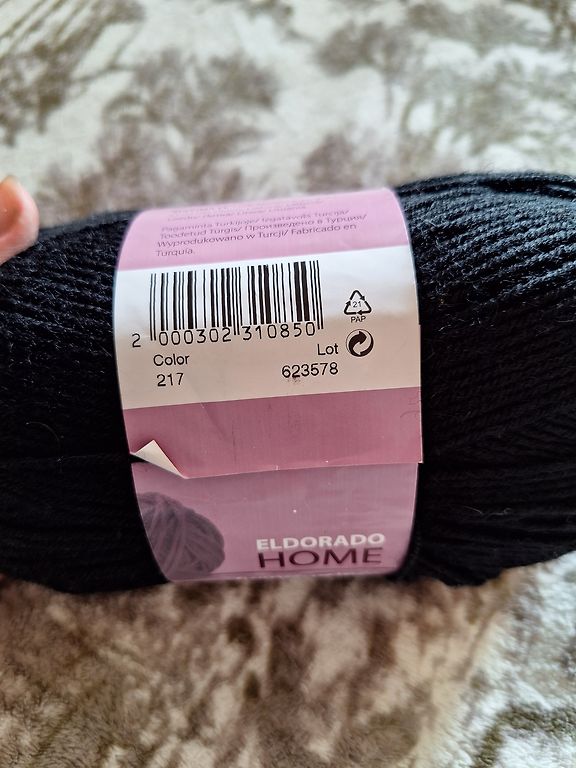 Pagaminta Turkijoje/ Izgatavots Turcijā/
Toodetud Türgis/ Произведено в Турции/
Wyprodukowano w Turcji/ Fabricado en
Turquía.
2 000302 310850
21
PAP
Color
217
Lot
623578
ELDORADO
HOME